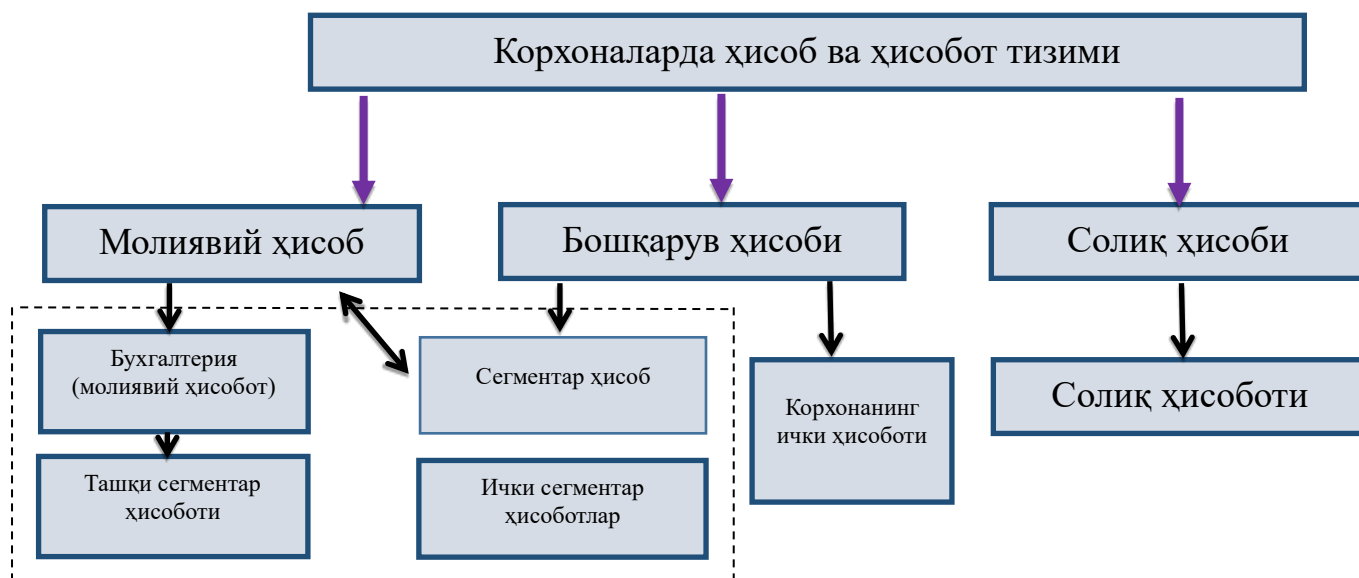 Корхоналарда ҳисоб ва ҳисобот тизими
Молиявий ҳисоб
Бошқарув ҳисоби
Солиқ ҳисоби
Бухгалтерия
(молиявий ҳисобот)
Сегментар ҳисоб
Корхонанинг
ички ҳисоботи
Солиқ ҳисоботи
Ташқи сегментар
ҳисоботи
Ички сегментар
ҳисоботлар